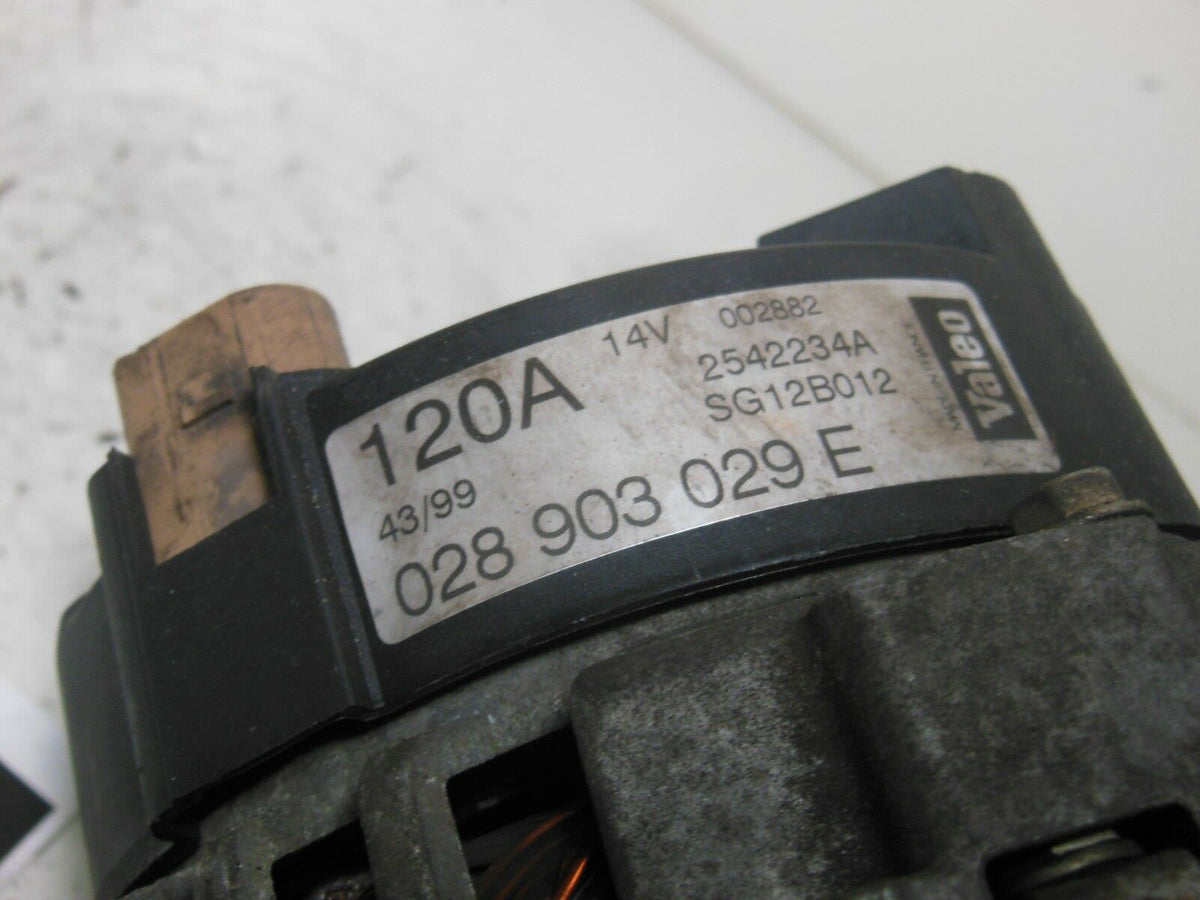 120A 14V 002882
2542234A
SG12B012
43/99
028 903 029 E
Valeo